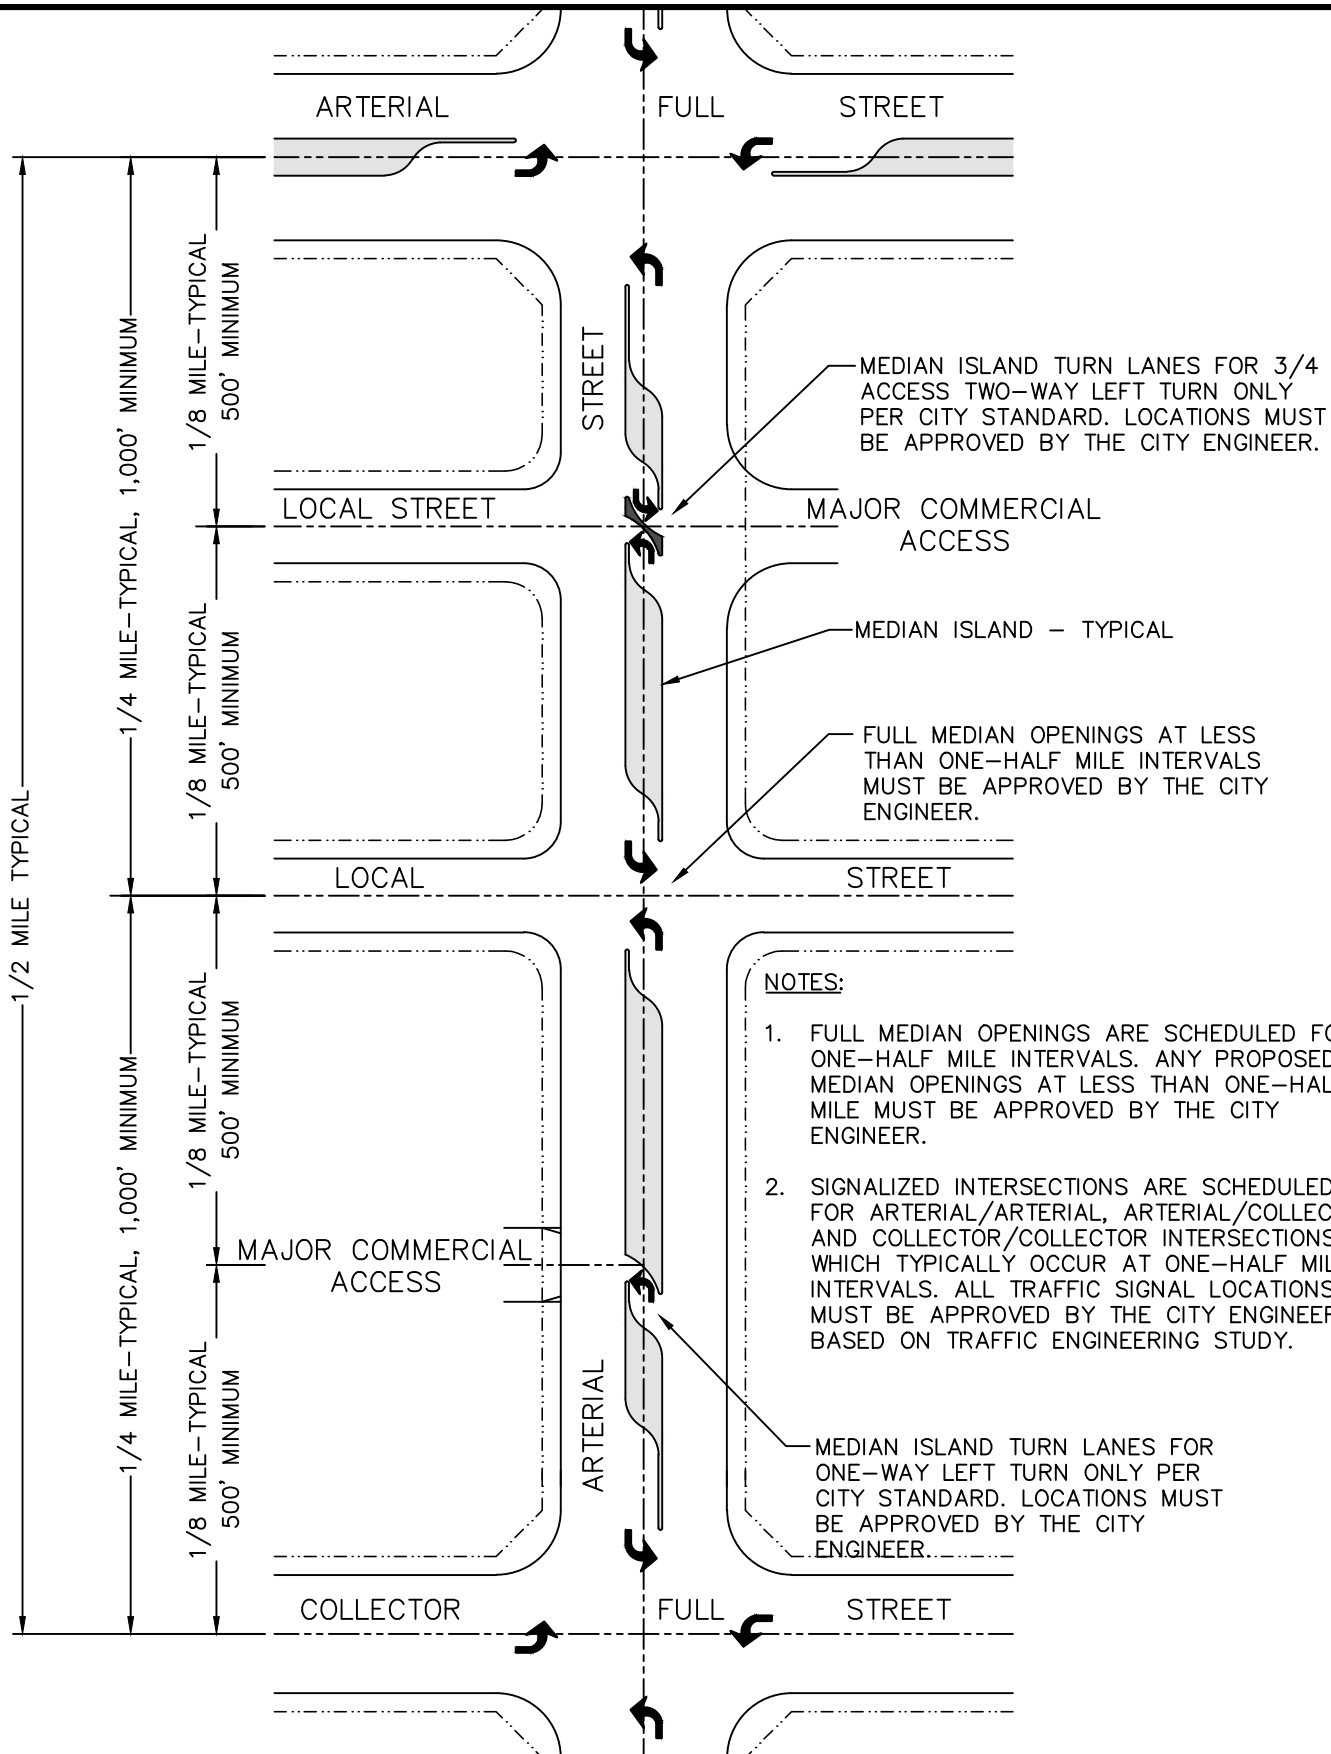 ARTERIAL FULL STREET
1/8 MILE-TYPICAL
500' MINIMUM
1/4 MILE-TYPICAL, 1,000' MINIMUM
1/2 MILE TYPICAL
STREET
MEDIAN ISLAND TURN LANES FOR 3/4
ACCESS TWO-WAY LEFT TURN ONLY
PER CITY STANDARD. LOCATIONS MUST
BE APPROVED BY THE CITY ENGINEER.
LOCAL STREET
MAJOR COMMERCIAL
ACCESS
1/8 MILE-TYPICAL
500' MINIMUM
MEDIAN ISLAND - TYPICAL
FULL MEDIAN OPENINGS AT LESS
THAN ONE-HALF MILE INTERVALS
MUST BE APPROVED BY THE CITY
ENGINEER.
LOCAL STREET
1/8 MILE-TYPICAL
500' MINIMUM
1/4 MILE-TYPICAL, 1,000' MINIMUM
NOTES:
1. FULL MEDIAN OPENINGS ARE SCHEDULED
ONE-HALF MILE INTERVALS. ANY PROPOSED
MEDIAN OPENINGS AT LESS THAN
MILE MUST BE APPROVED BY THE CITY
ENGINEER.
2. SIGNALIZED INTERSECTIONS ARE SCHEDULED
FOR ARTERIAL/ARTERIAL,
AND COLLECTOR/COLLECTOR INTERSECTIONS
WHICH TYPICALLY OCCUR AT ONE-HALF
INTERVALS. ALL TRAFFIC SIGNAL LOCATIONS
MUST BE APPROVED BY THE CITY ENGINEER
BASED ON TRAFFIC ENGINEERING STUDY.
MAJOR COMMERCIAL
ACCESS
1/8 MILE-TYPICAL
500' MINIMUM
ARTERIAL
MEDIAN ISLAND TURN LANES FOR
ONE-WAY LEFT TURN ONLY PER
CITY STANDARD. LOCATIONS MUST
BE APPROVED BY THE CITY
ENGINEER.
COLLECTOR FULL STREET